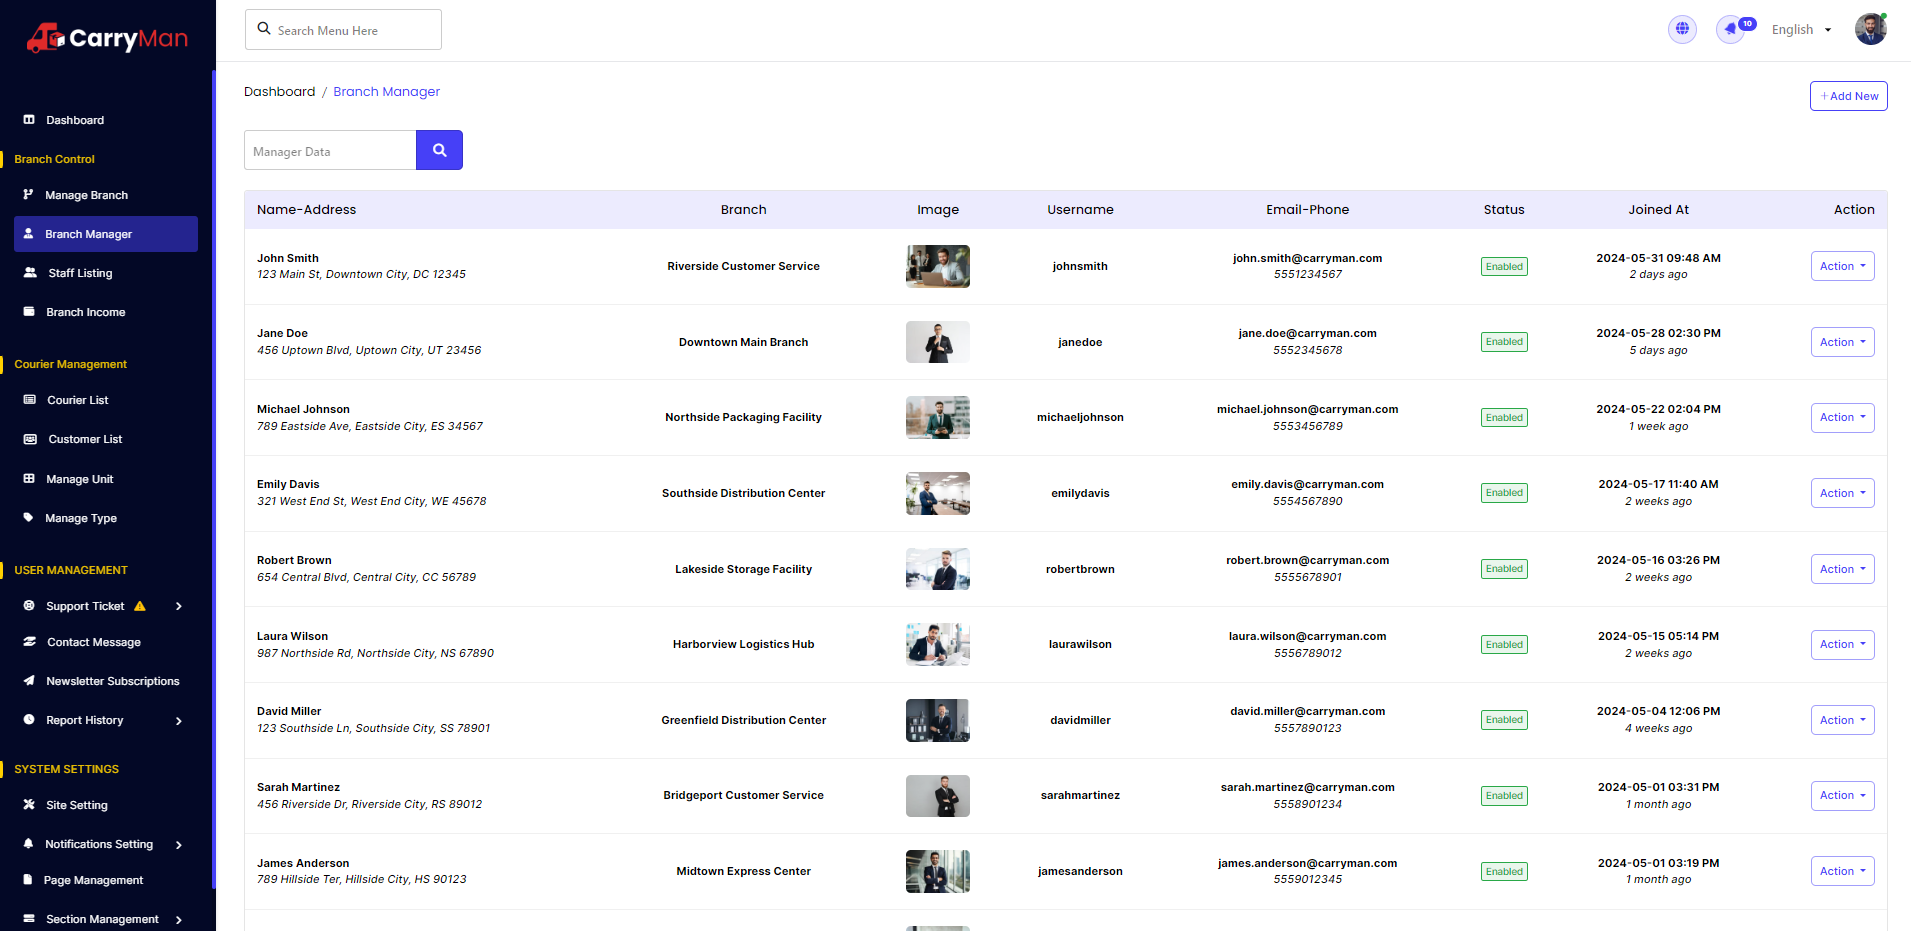 CarryMan
Search Menu Here
10
English
Dashboard
Branch Control
Manage Branch
Branch Manager
Staff Listing
Branch Income
Courier Management
Courier List
Customer List
Manage Unit
Manage Type
USER MANAGEMENT
Support Ticket
Contact Message
Newsletter Subscriptions
Report History
SYSTEM SETTINGS
Site Setting
Notifications Setting
Page Management
Section Management
Dashboard / Branch Manager
+Add New
Manager Data
Name-Address Branch Image Username Email-Phone Status Joined At Action
John Smith
123 Main St, Downtown City, DC 12345
Riverside Customer Service
johnsmith
john.smith@carryman.com
5551234567
Enabled
2024-05-31 09:48 AM
2 days ago
Action
Jane Doe
456 Uptown Blvd, Uptown City, UT 23456
Downtown Main Branch
janedoe
jane.doe@carryman.com
5552345678
Enabled
2024-05-28 02:30 PM
5 days ago
Action
Michael Johnson
789 Eastside Ave, Eastside City, ES 34567
Northside Packaging Facility
michaeljohnson
michael.johnson@carryman.com
5553456789
Enabled
2024-05-22 02:04 PM
1 week ago
Action
Emily Davis
321 West End St, West End City, WE 45678
Southside Distribution Center
emilydavis
emily.davis@carryman.com
5554567890
Enabled
2024-05-17 11:40 AM
2 weeks ago
Action
Robert Brown
654 Central Blvd, Central City, CC 56789
Lakeside Storage Facility
robertbrown
robert.brown@carryman.com
5555678901
Enabled
2024-05-16 03:26 PM
2 weeks ago
Action
Laura Wilson
987 Northside Rd, Northside City, NS 67890
Harborview Logistics Hub
laurawilson
laura.wilson@carryman.com
5556789012
Enabled
2024-05-15 05:14 PM
2 weeks ago
Action
David Miller
123 Southside Ln, Southside City, SS 78901
Greenfield Distribution Center
davidmiller
david.miller@carryman.com
5557890123
Enabled
2024-05-04 12:06 PM
4 weeks ago
Action
Sarah Martinez
456 Riverside Dr, Riverside City, RS 89012
Bridgeport Customer Service
sarahmartinez
sarah.martinez@carryman.com
5558901234
Enabled
2024-05-01 03:31 PM
1 month ago
Action
James Anderson
789 Hillside Ter, Hillside City, HS 90123
Midtown Express Center
jamesanderson
james.anderson@carryman.com
5559012345
Enabled
2024-05-01 03:19 PM
1 month ago
Action